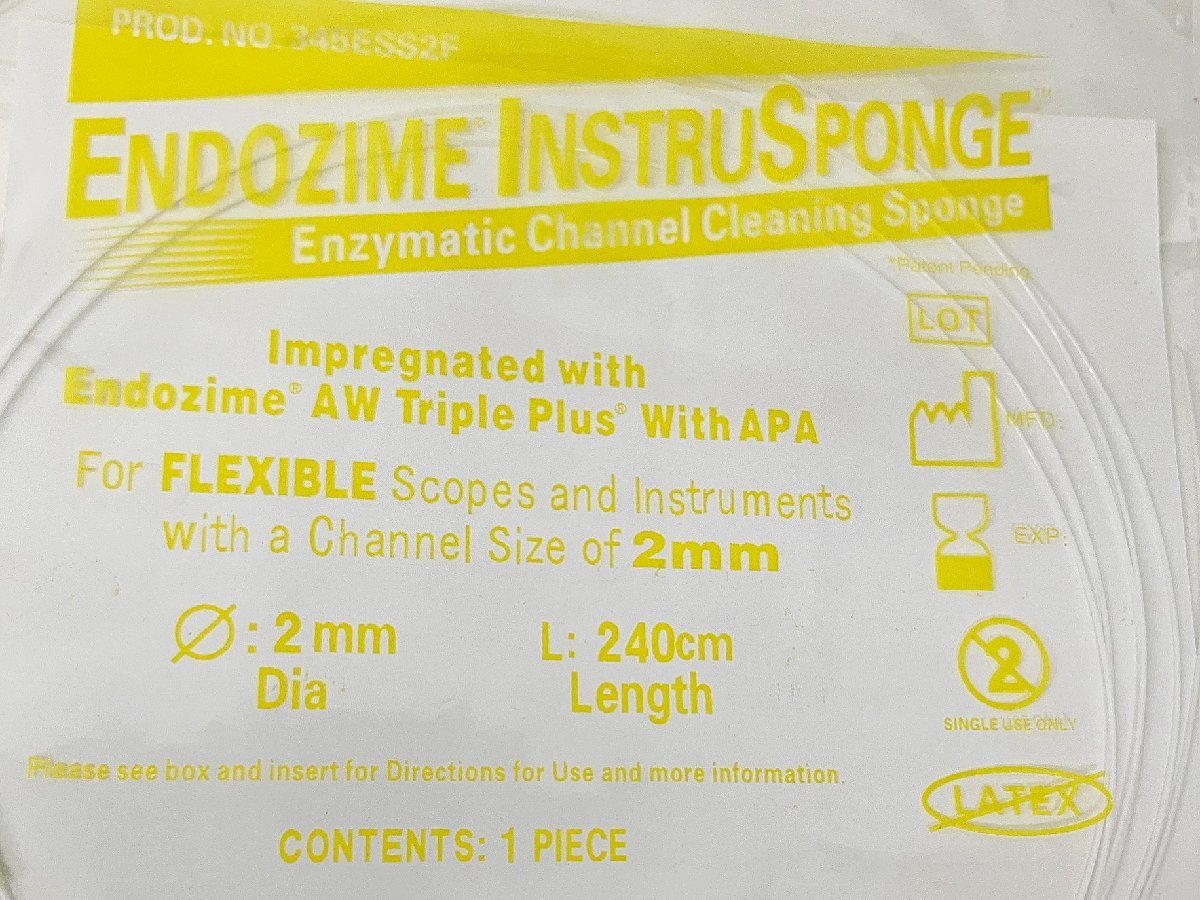 PROD. NO. 345ESS2F
ENDOZIME® INSTRUSPONGE™
Enzymatic Channel Cleaning Sponge
*Patent Pending
LOT
Impregnated with
Endozime® AW Triple Plus® With APA
MFD:
For FLEXIBLE Scopes and Instruments
with a Channel Size of 2mm
EXP:
Ø: 2 mm
Dia
L: 240cm
Length
2
SINGLE USE ONLY
Please see box and insert for Directions for Use and more information.
LATEX
CONTENTS: 1 PIECE